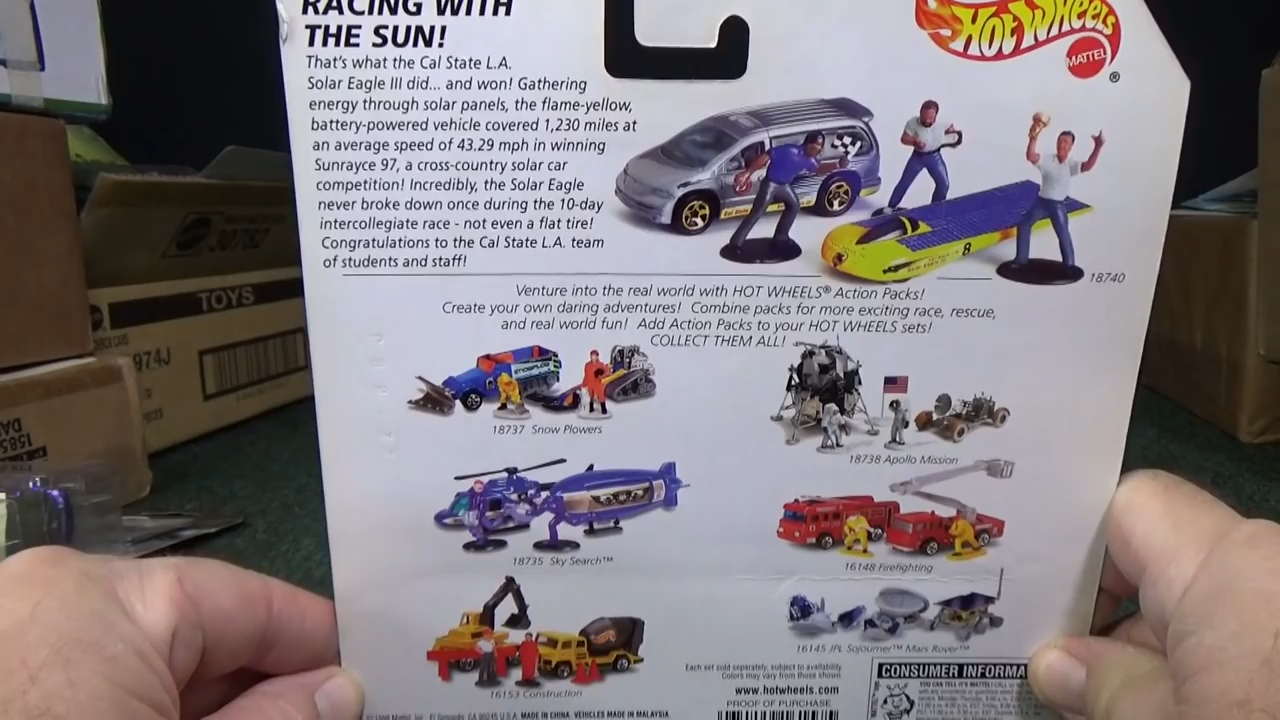 RACING WITH
THE SUN!
That's what the Cal State L.A.
Solar Eagle III did... and won! Gathering
energy through solar panels, the flame-yellow,
battery-powered vehicle covered 1,230 miles at
an average speed of 43.29 mph in winning
Sunrayce 97, a cross-country solar car
competition! Incredibly, the Solar Eagle
never broke down once during the 10-day
intercollegiate race - not even a flat tire!
Congratulations to the Cal State L.A. team
of students and staff!
HOT WHEELS
MATTEL
®
8
18740
Venture into the real world with HOT WHEELS® Action Packs!
Create your own daring adventures! Combine packs for more exciting race, rescue,
and real world fun! Add Action Packs to your HOT WHEELS sets!
COLLECT THEM ALL!
18737 Snow Plowers
18738 Apollo Mission
18735 Sky Search™
16148 Firefighting
16153 Construction
16145 JPL Sojourner™ Mars Rover™
Each set sold separately, subject to availability.
Colors may vary from those shown.
www.hotwheels.com
PROOF OF PURCHASE
CONSUMER INFORMA
YOU CAN TELL IT'S MATTEL!
MADE IN CHINA. VEHICLES MADE IN MALAYSIA.
30782
TOYS
974J